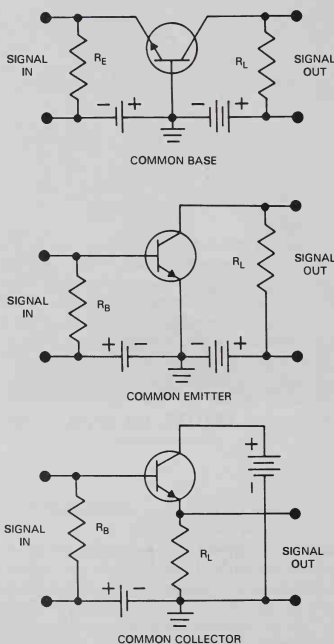 SIGNAL
IN
R_E
R_L
SIGNAL
OUT
− + − +
COMMON BASE
SIGNAL
IN
R_B
R_L
SIGNAL
OUT
+ − − +
COMMON EMITTER
+
−
SIGNAL
IN
R_B
R_L
SIGNAL
OUT
+ −
COMMON COLLECTOR